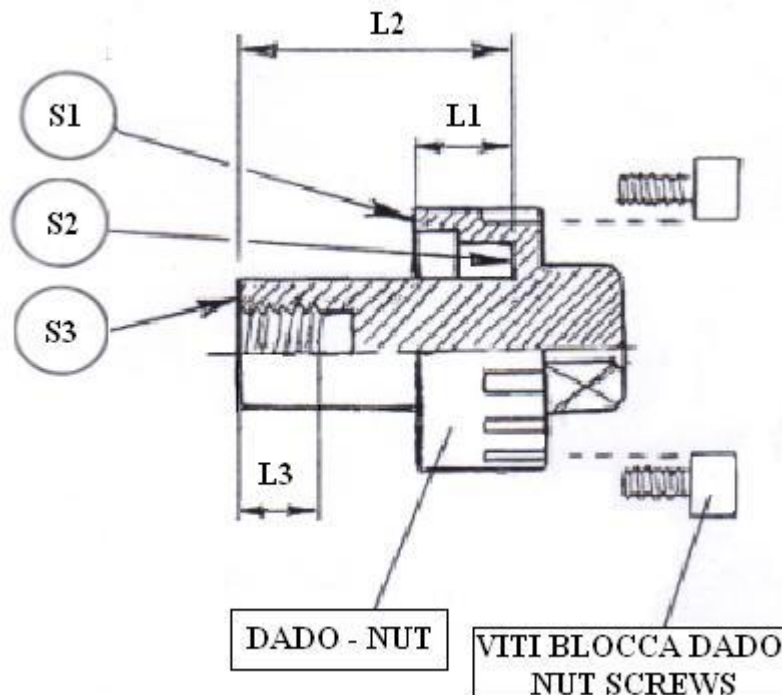 L2
S1
L1
S2
S3
L3
DADO - NUT
VITI BLOCCA DADO
NUT SCREWS